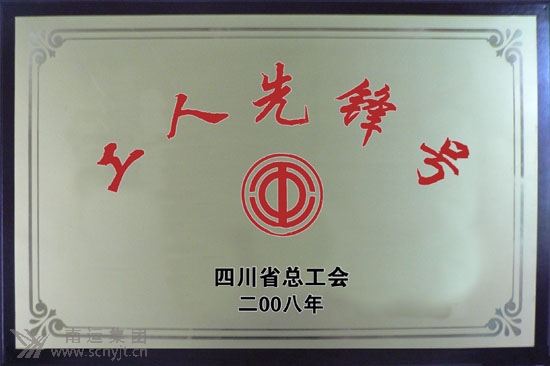 工人先锋号
四川省总工会
二00八年
南运集团
www.scnyjt.cn